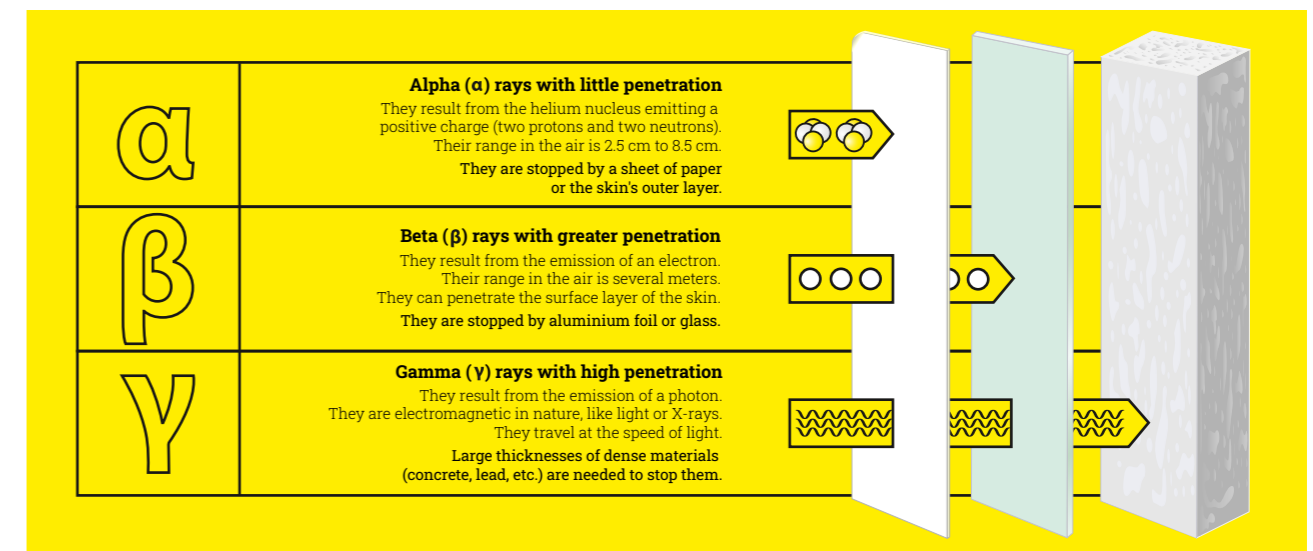 α
Alpha (α) rays with little penetration
They result from the helium nucleus emitting a
positive charge (two protons and two neutrons).
Their range in the air is 2.5 cm to 8.5 cm.
They are stopped by a sheet of paper
or the skin's outer layer.
β
Beta (β) rays with greater penetration
They result from the emission of an electron.
Their range in the air is several meters.
They can penetrate the surface layer of the skin.
They are stopped by aluminium foil or glass.
γ
Gamma (γ) rays with high penetration
They result from the emission of a photon.
They are electromagnetic in nature, like light or X-rays.
They travel at the speed of light.
Large thicknesses of dense materials
(concrete, lead, etc.) are needed to stop them.